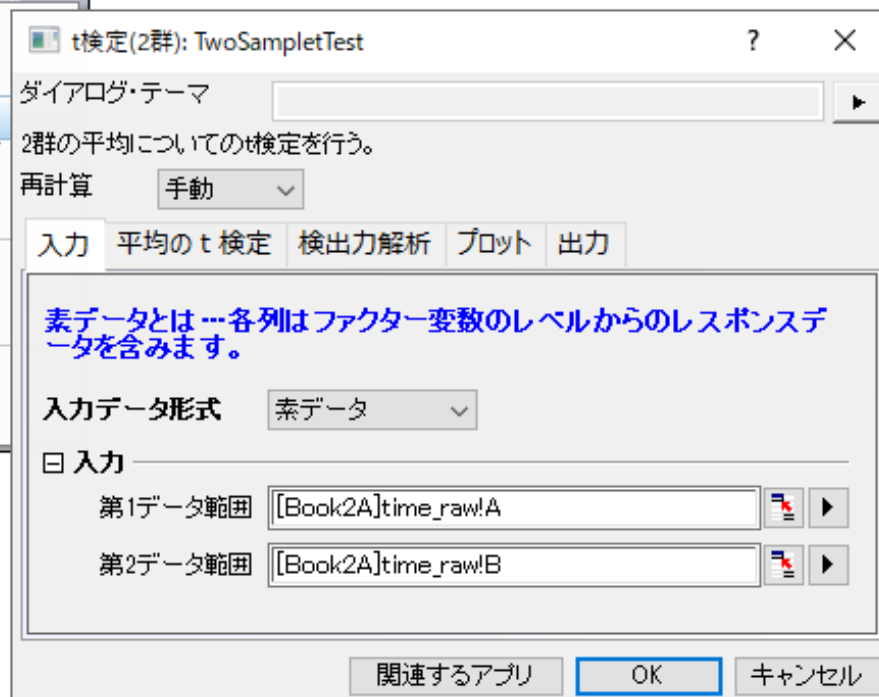 t検定(2群): TwoSampletTest
ダイアログ・テーマ
2群の平均についてのt検定を行う。
再計算 手動
入力 平均の t 検定 検出力解析 プロット 出力
素データとは…各列はファクター変数のレベルからのレスポンスデ
ータを含みます。
入力データ形式 素データ
入力
第1データ範囲 [Book2A]time_raw!A
第2データ範囲 [Book2A]time_raw!B
関連するアプリ OK キャンセル